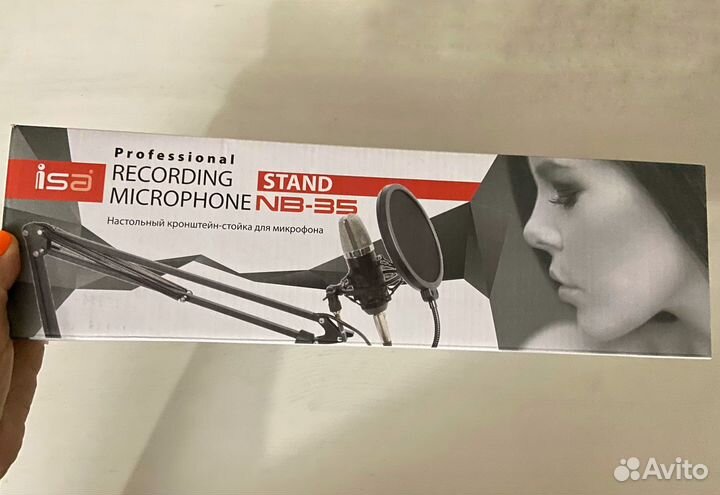 isa
Professional
RECORDING STAND
MICROPHONE NB-35
Настольный кронштейн-стойка для микрофона
Avito